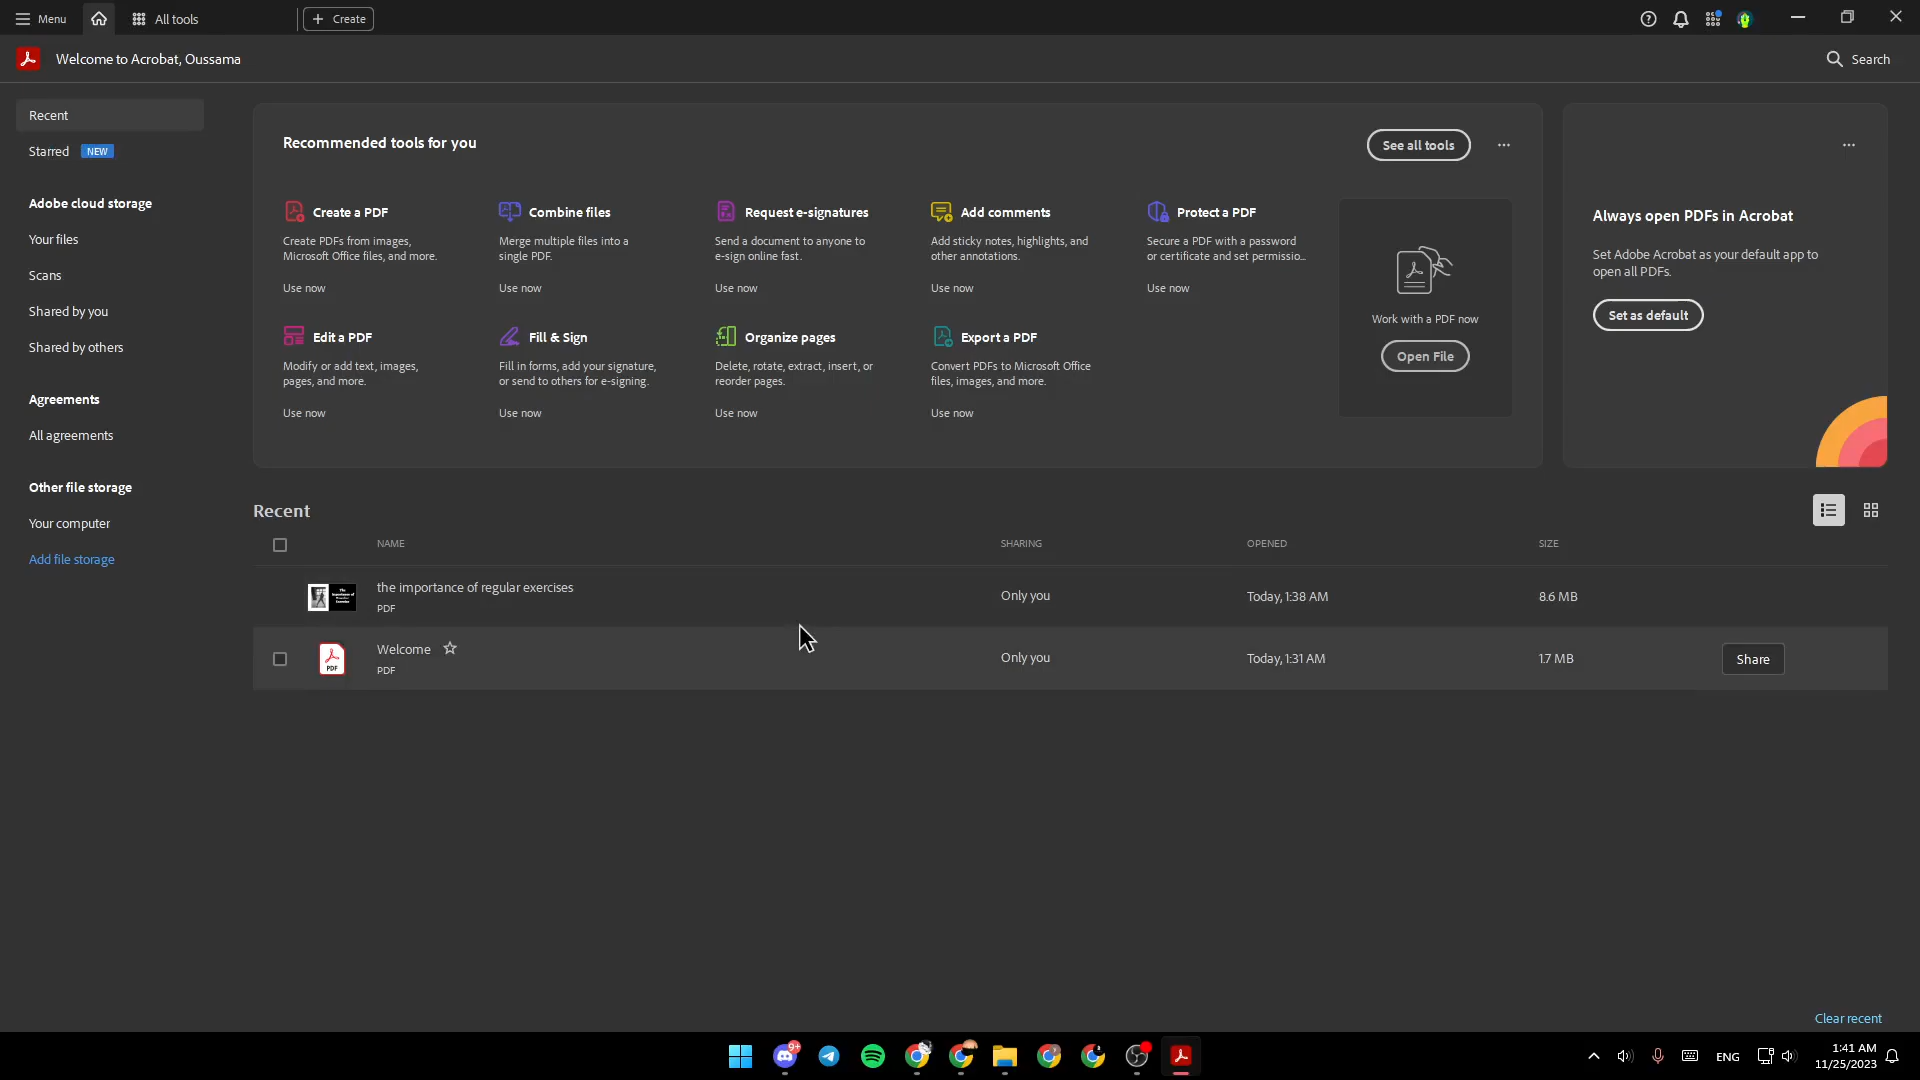 Menu
All tools
Create
Welcome to Acrobat, Oussama
Search
Recent
Starred NEW
Adobe cloud storage
Your files
Scans
Shared by you
Shared by others
Agreements
All agreements
Other file storage
Your computer
Add file storage
Recommended tools for you
See all tools
Create a PDF
Create PDFs from images,
Microsoft Office files, and more.
Use now
Combine files
Merge multiple files into a
single PDF.
Use now
Request e-signatures
Send a document to anyone to
e-sign online fast.
Use now
Add comments
Add sticky notes, highlights, and
other annotations.
Use now
Protect a PDF
Secure a PDF with a password
or certificate and set permissio...
Use now
Edit a PDF
Modify or add text, images,
pages, and more.
Use now
Fill & Sign
Fill in forms, add your signature,
or send to others for e-signing.
Use now
Organize pages
Delete, rotate, extract, insert, or
reorder pages.
Use now
Export a PDF
Convert PDFs to Microsoft Office
files, images, and more.
Use now
Work with a PDF now
Open File
Always open PDFs in Acrobat
Set Adobe Acrobat as your default app to
open all PDFs.
Set as default
Recent
NAME SHARING OPENED SIZE
the importance of regular exercises
PDF
Only you
Today, 1:38 AM
8.6 MB
PDF
Welcome
PDF
Only you
Today, 1:31 AM
1.7 MB
Share
Clear recent
9+
ENG
1:41 AM
11/25/2023